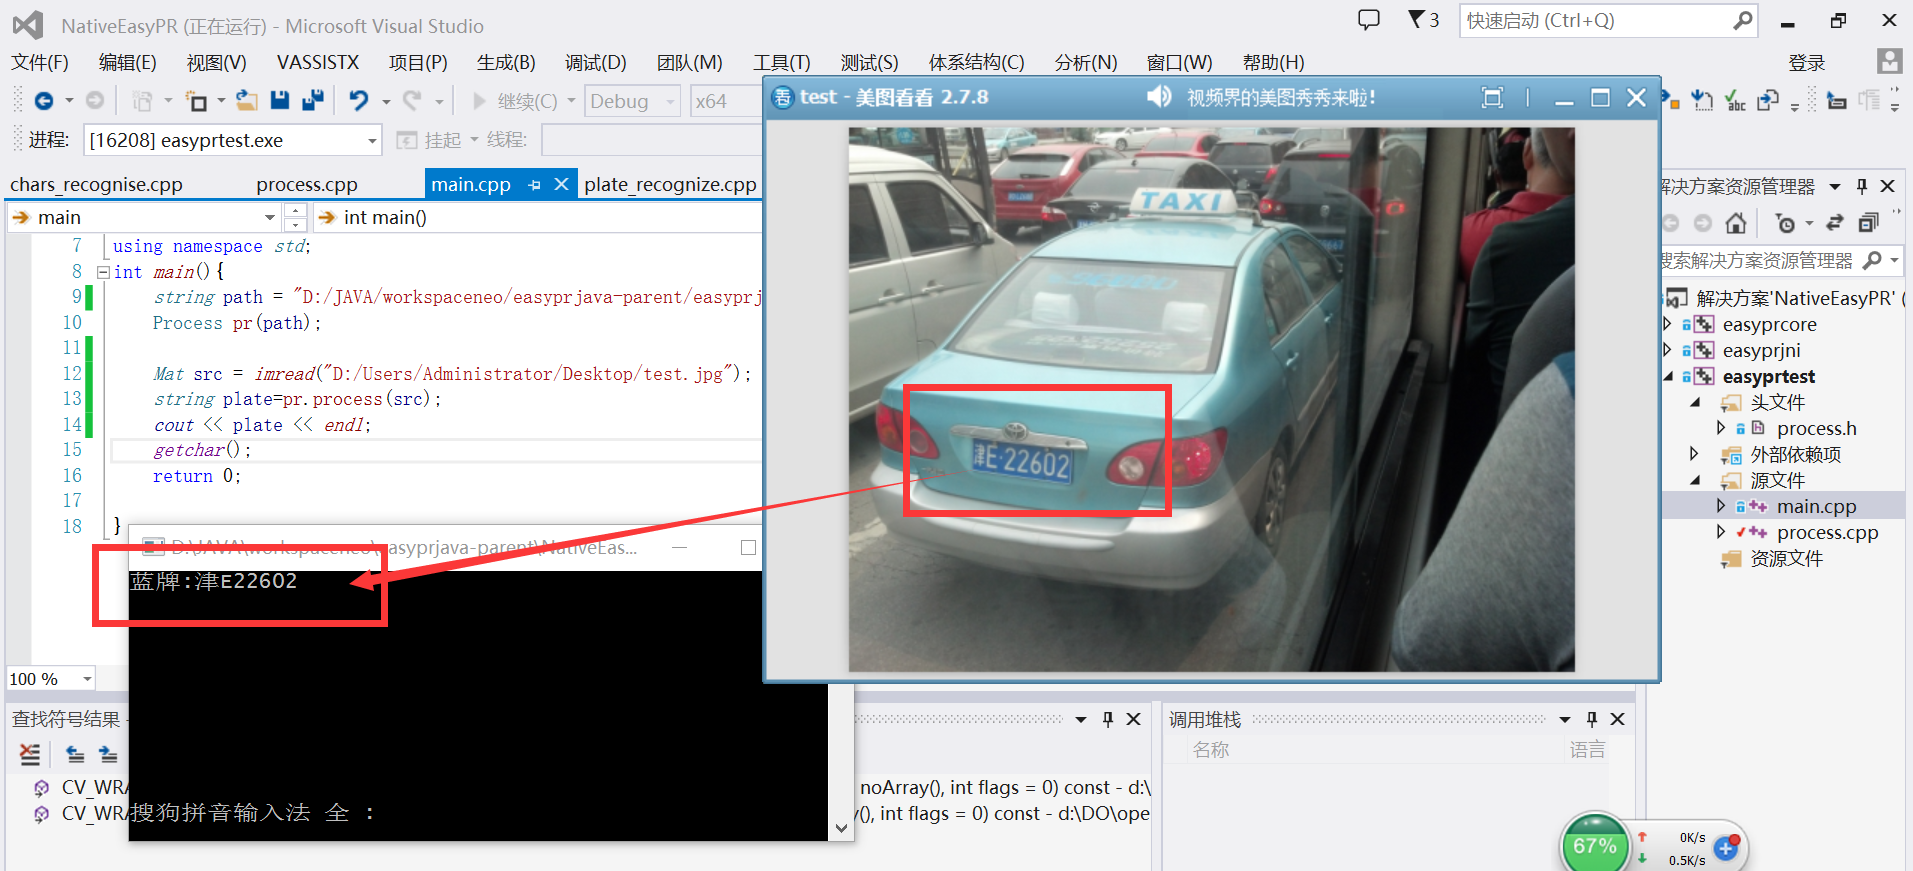 NativeEasyPR (正在运行) - Microsoft Visual Studio
3
快速启动 (Ctrl+Q)
文件(F) 编辑(E) 视图(V) VASSISTX 项目(P) 生成(B) 调试(D) 团队(M) 工具(T) 测试(S) 体系结构(C) 分析(N) 窗口(W) 帮助(H)
登录
继续(C) Debug x64
进程: [16208] easyprtest.exe 挂起 线程:
chars_recognise.cpp process.cpp main.cpp plate_recognize.cpp
main int main()
7 using namespace std;
8 int main(){
9 string path = "D:/JAVA/workspaceneo/easyprjava-parent/easyprj
10 Process pr(path);
11
12 Mat src = imread("D:/Users/Administrator/Desktop/test.jpg");
13 string plate=pr.process(src);
14 cout << plate << endl;
15 getchar();
16 return 0;
17
18 }
100 %
test - 美图看看 2.7.8
视频界的美图秀秀来啦!
TAXI
津E·22602
D:\JAVA\workspaceneo\easyprjava-parent\NativeEas...
蓝牌:津E22602
搜狗拼音输入法 全 :
解决方案资源管理器
搜索解决方案资源管理器
解决方案'NativeEasyPR' (
easyprcore
easyprjni
easyprtest
头文件
process.h
外部依赖项
源文件
main.cpp
process.cpp
资源文件
查找符号结果 -
CV_WRA
noArray(), int flags = 0) const - d:\
CV_WRA
y(), int flags = 0) const - d:\DO\ope
调用堆栈
名称 语言
67%
0K/s
0.5K/s